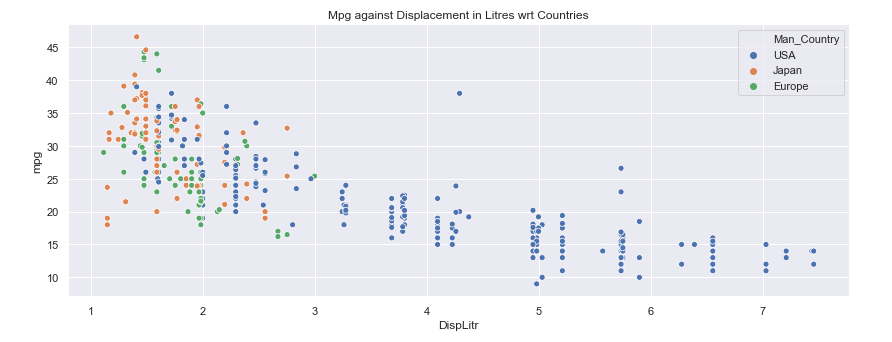 Mpg against Displacement in Litres wrt Countries
Man_Country
USA
Japan
Europe
mpg
45
40
35
30
25
20
15
10
1 2 3 4 5 6 7
DispLitr